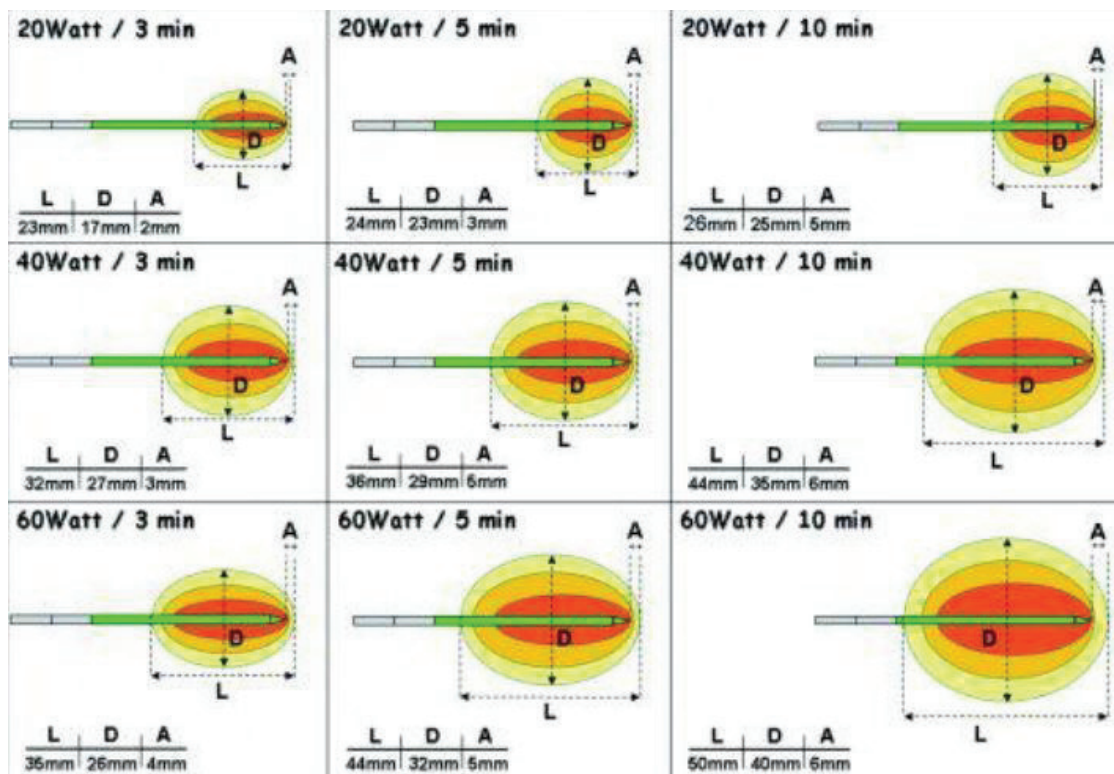 20Watt / 3 min
A
D
L
L D A
23mm 17mm 2mm
20Watt / 5 min
A
D
L
L D A
24mm 23mm 3mm
20Watt / 10 min
A
D
L
L D A
26mm 25mm 5mm
40Watt / 3 min
A
D
L
L D A
32mm 27mm 3mm
40Watt / 5 min
A
D
L
L D A
36mm 29mm 5mm
40Watt / 10 min
A
D
L
L D A
44mm 35mm 6mm
60Watt / 3 min
A
D
L
L D A
35mm 26mm 4mm
60Watt / 5 min
A
D
L
L D A
44mm 32mm 5mm
60Watt / 10 min
A
D
L
L D A
50mm 40mm 6mm